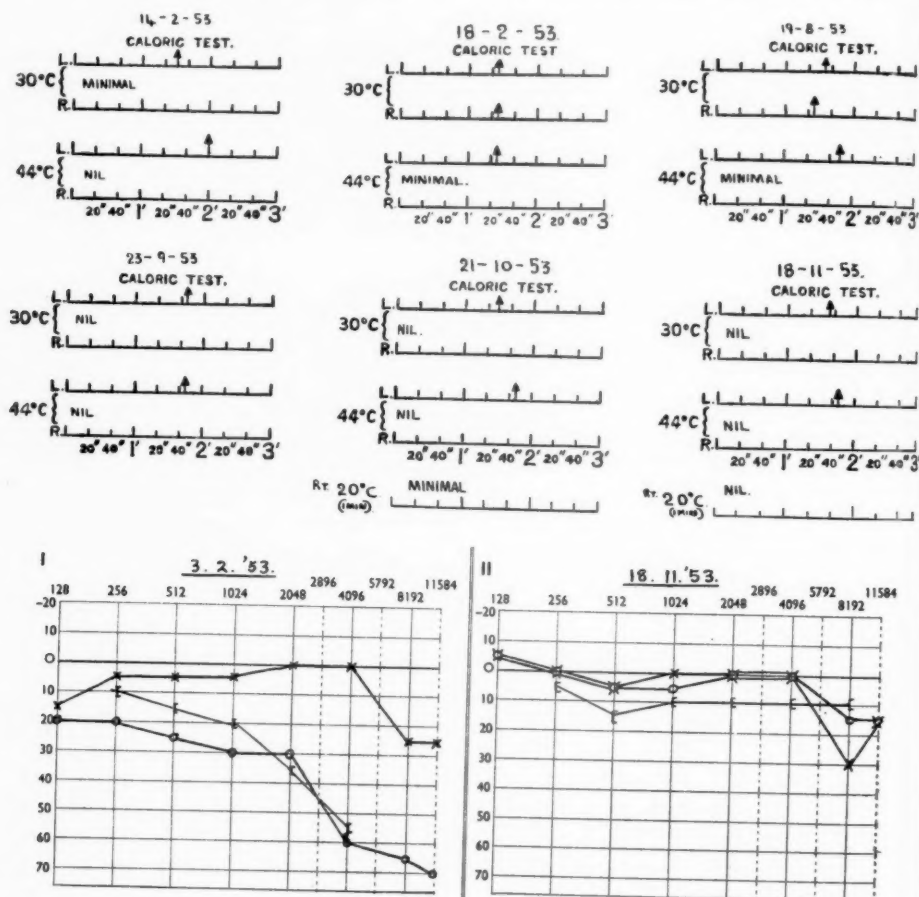 14-2-53
CALORIC TEST.
L.
30°C { MINIMAL
R.
L.
44°C { NIL
R.
20" 40" 1' 20" 40" 2' 20" 40" 3'
18-2-53.
CALORIC TEST
L.
30°C {
R.
L.
44°C { MINIMAL.
R.
20" 40" 1' 20" 40" 2' 20" 40" 3'
19-8-53
CALORIC TEST.
L.
30°C {
R.
L.
44°C { MINIMAL
R.
20" 40" 1' 20" 40" 2' 20" 40" 3'
23-9-53
CALORIC TEST.
L.
30°C { NIL
R.
L.
44°C { NIL
R.
20" 40" 1' 20" 40" 2' 20" 40" 3'
21-10-53
CALORIC TEST.
L.
30°C { NIL.
R.
L.
44°C { NIL
R.
20" 40" 1' 20" 40" 2' 20" 40" 3'
RT. 20°C. MINIMAL
(1 MIN)
18-11-53.
CALORIC TEST.
L.
30°C { NIL.
R.
L.
44°C { NIL.
R.
20" 40" 1' 20" 40" 2' 20" 40" 3'
RT. 20°C NIL.
(1 MIN)
I
3. 2. '53.
128 256 512 1024 2048 2896 4096 5792 8192 11584
-20
10
0
10
20
30
40
50
60
70
II
18. 11. '53.
128 256 512 1024 2048 2896 4096 5792 8192 11584
-20
10
0
10
20
30
40
50
60
70